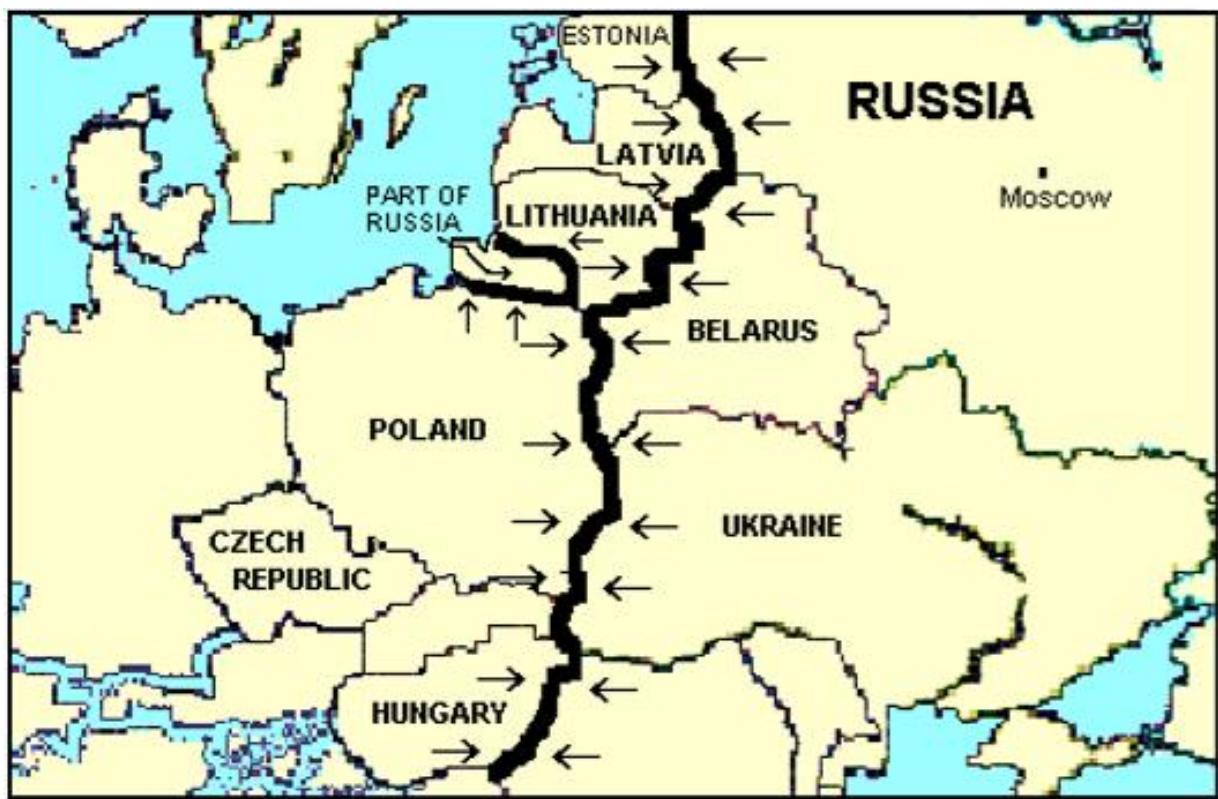 ESTONIA
RUSSIA
LATVIA
Moscow
PART OF
RUSSIA
LITHUANIA
BELARUS
POLAND
UKRAINE
CZECH
REPUBLIC
HUNGARY